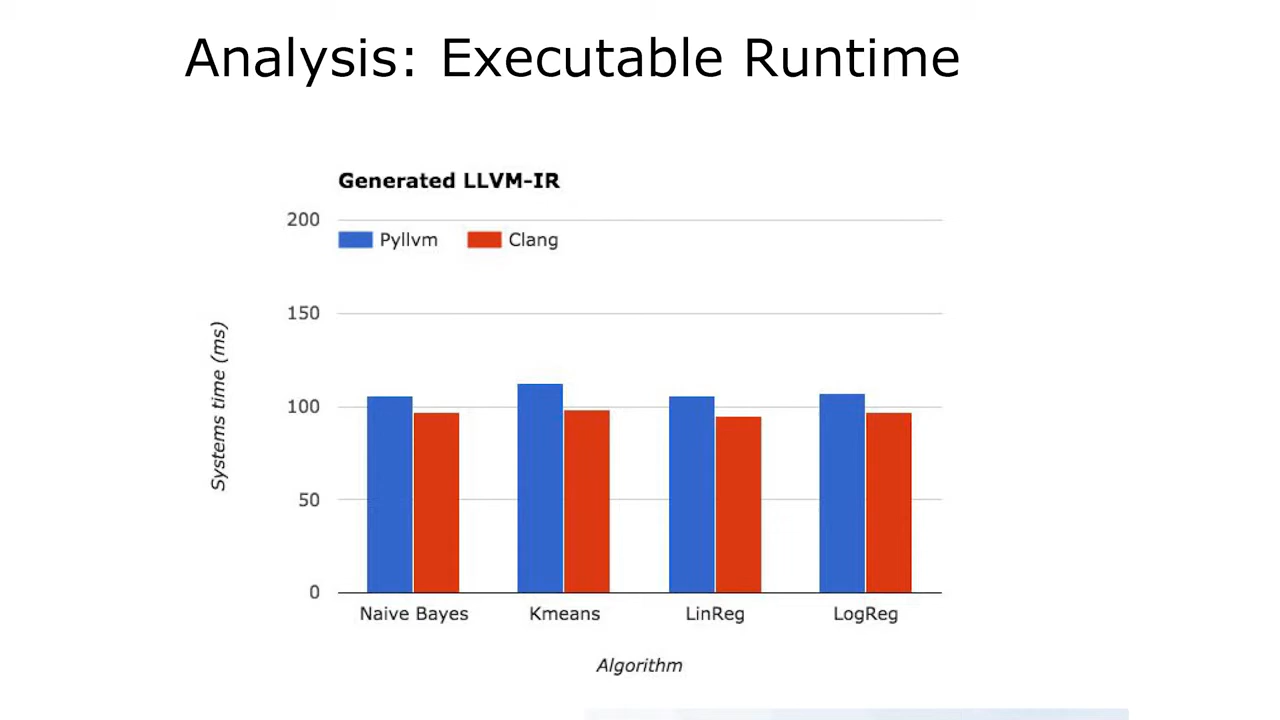 Analysis: Executable Runtime
Generated LLVM-IR
200
Pyllvm Clang
150
100
50
0
Systems time (ms)
Naive Bayes Kmeans LinReg LogReg
Algorithm